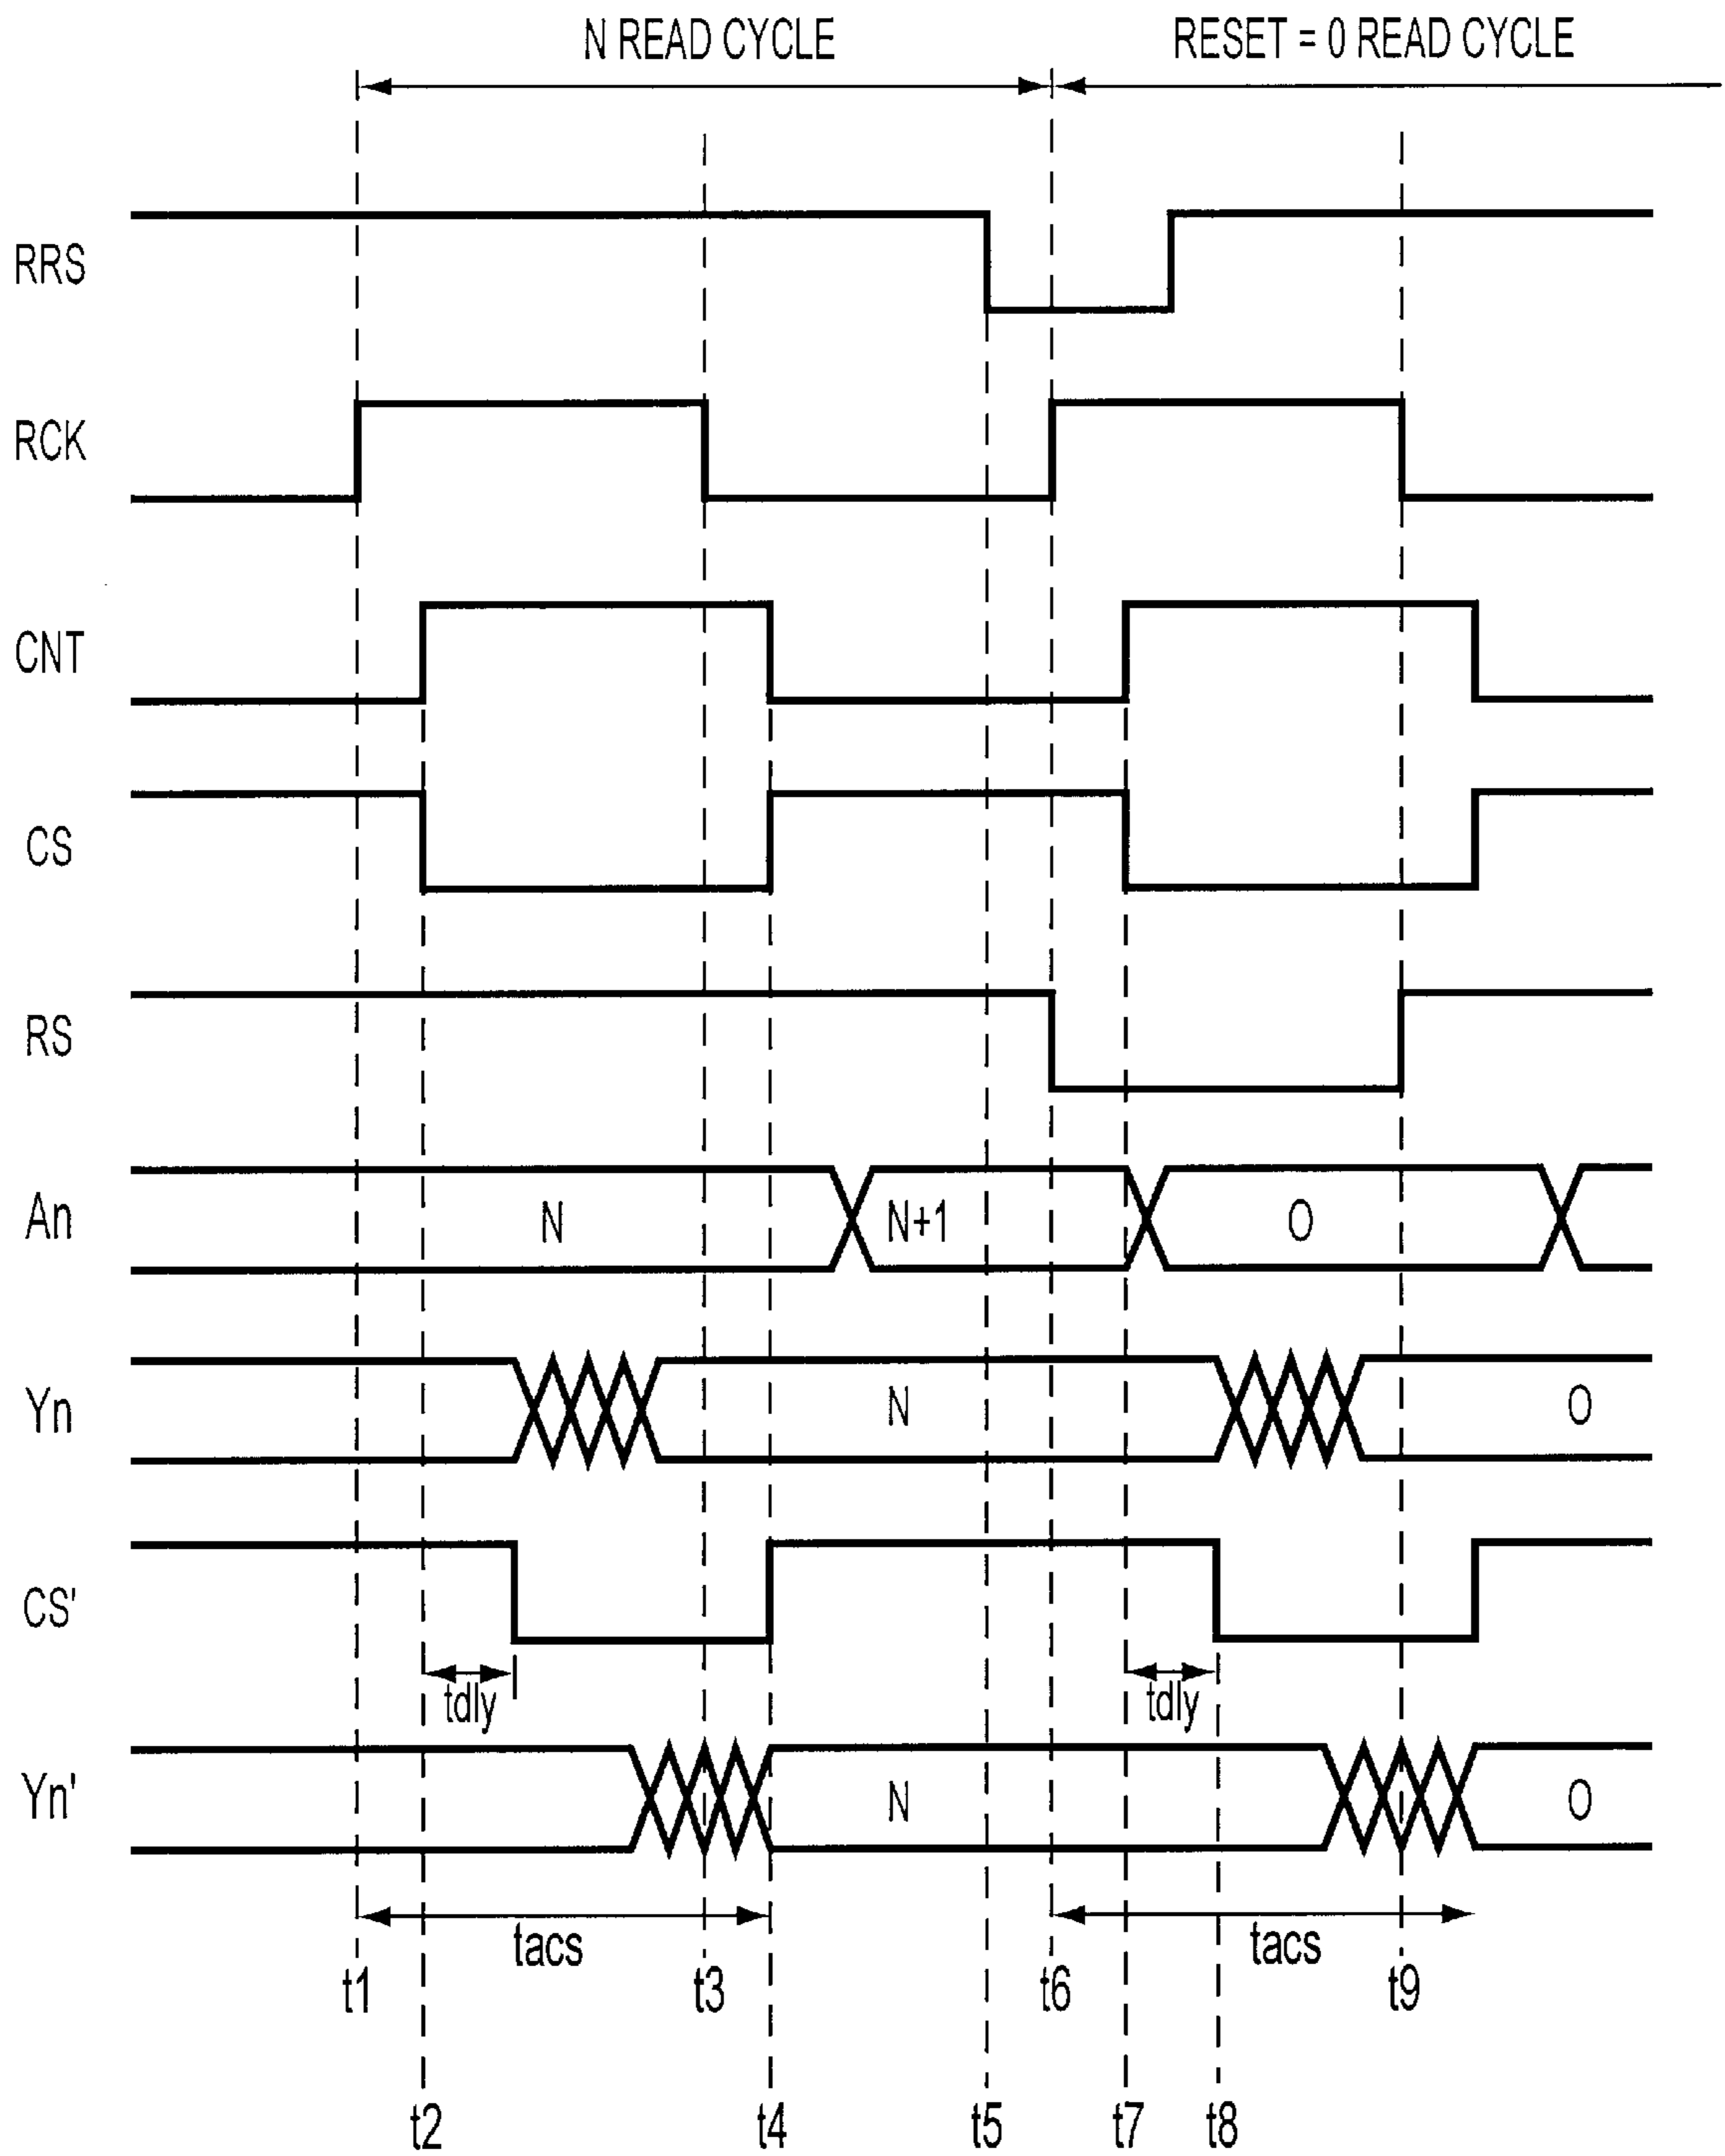 N READ CYCLE
RESET = 0 READ CYCLE
RRS
RCK
CNT
CS
RS
An
N
N+1
O
Yn
N
O
CS'
tdly
tdly
Yn'
N
O
tacs
tacs
t1
t3
t6
t9
t2
t4
t5
t7
t8